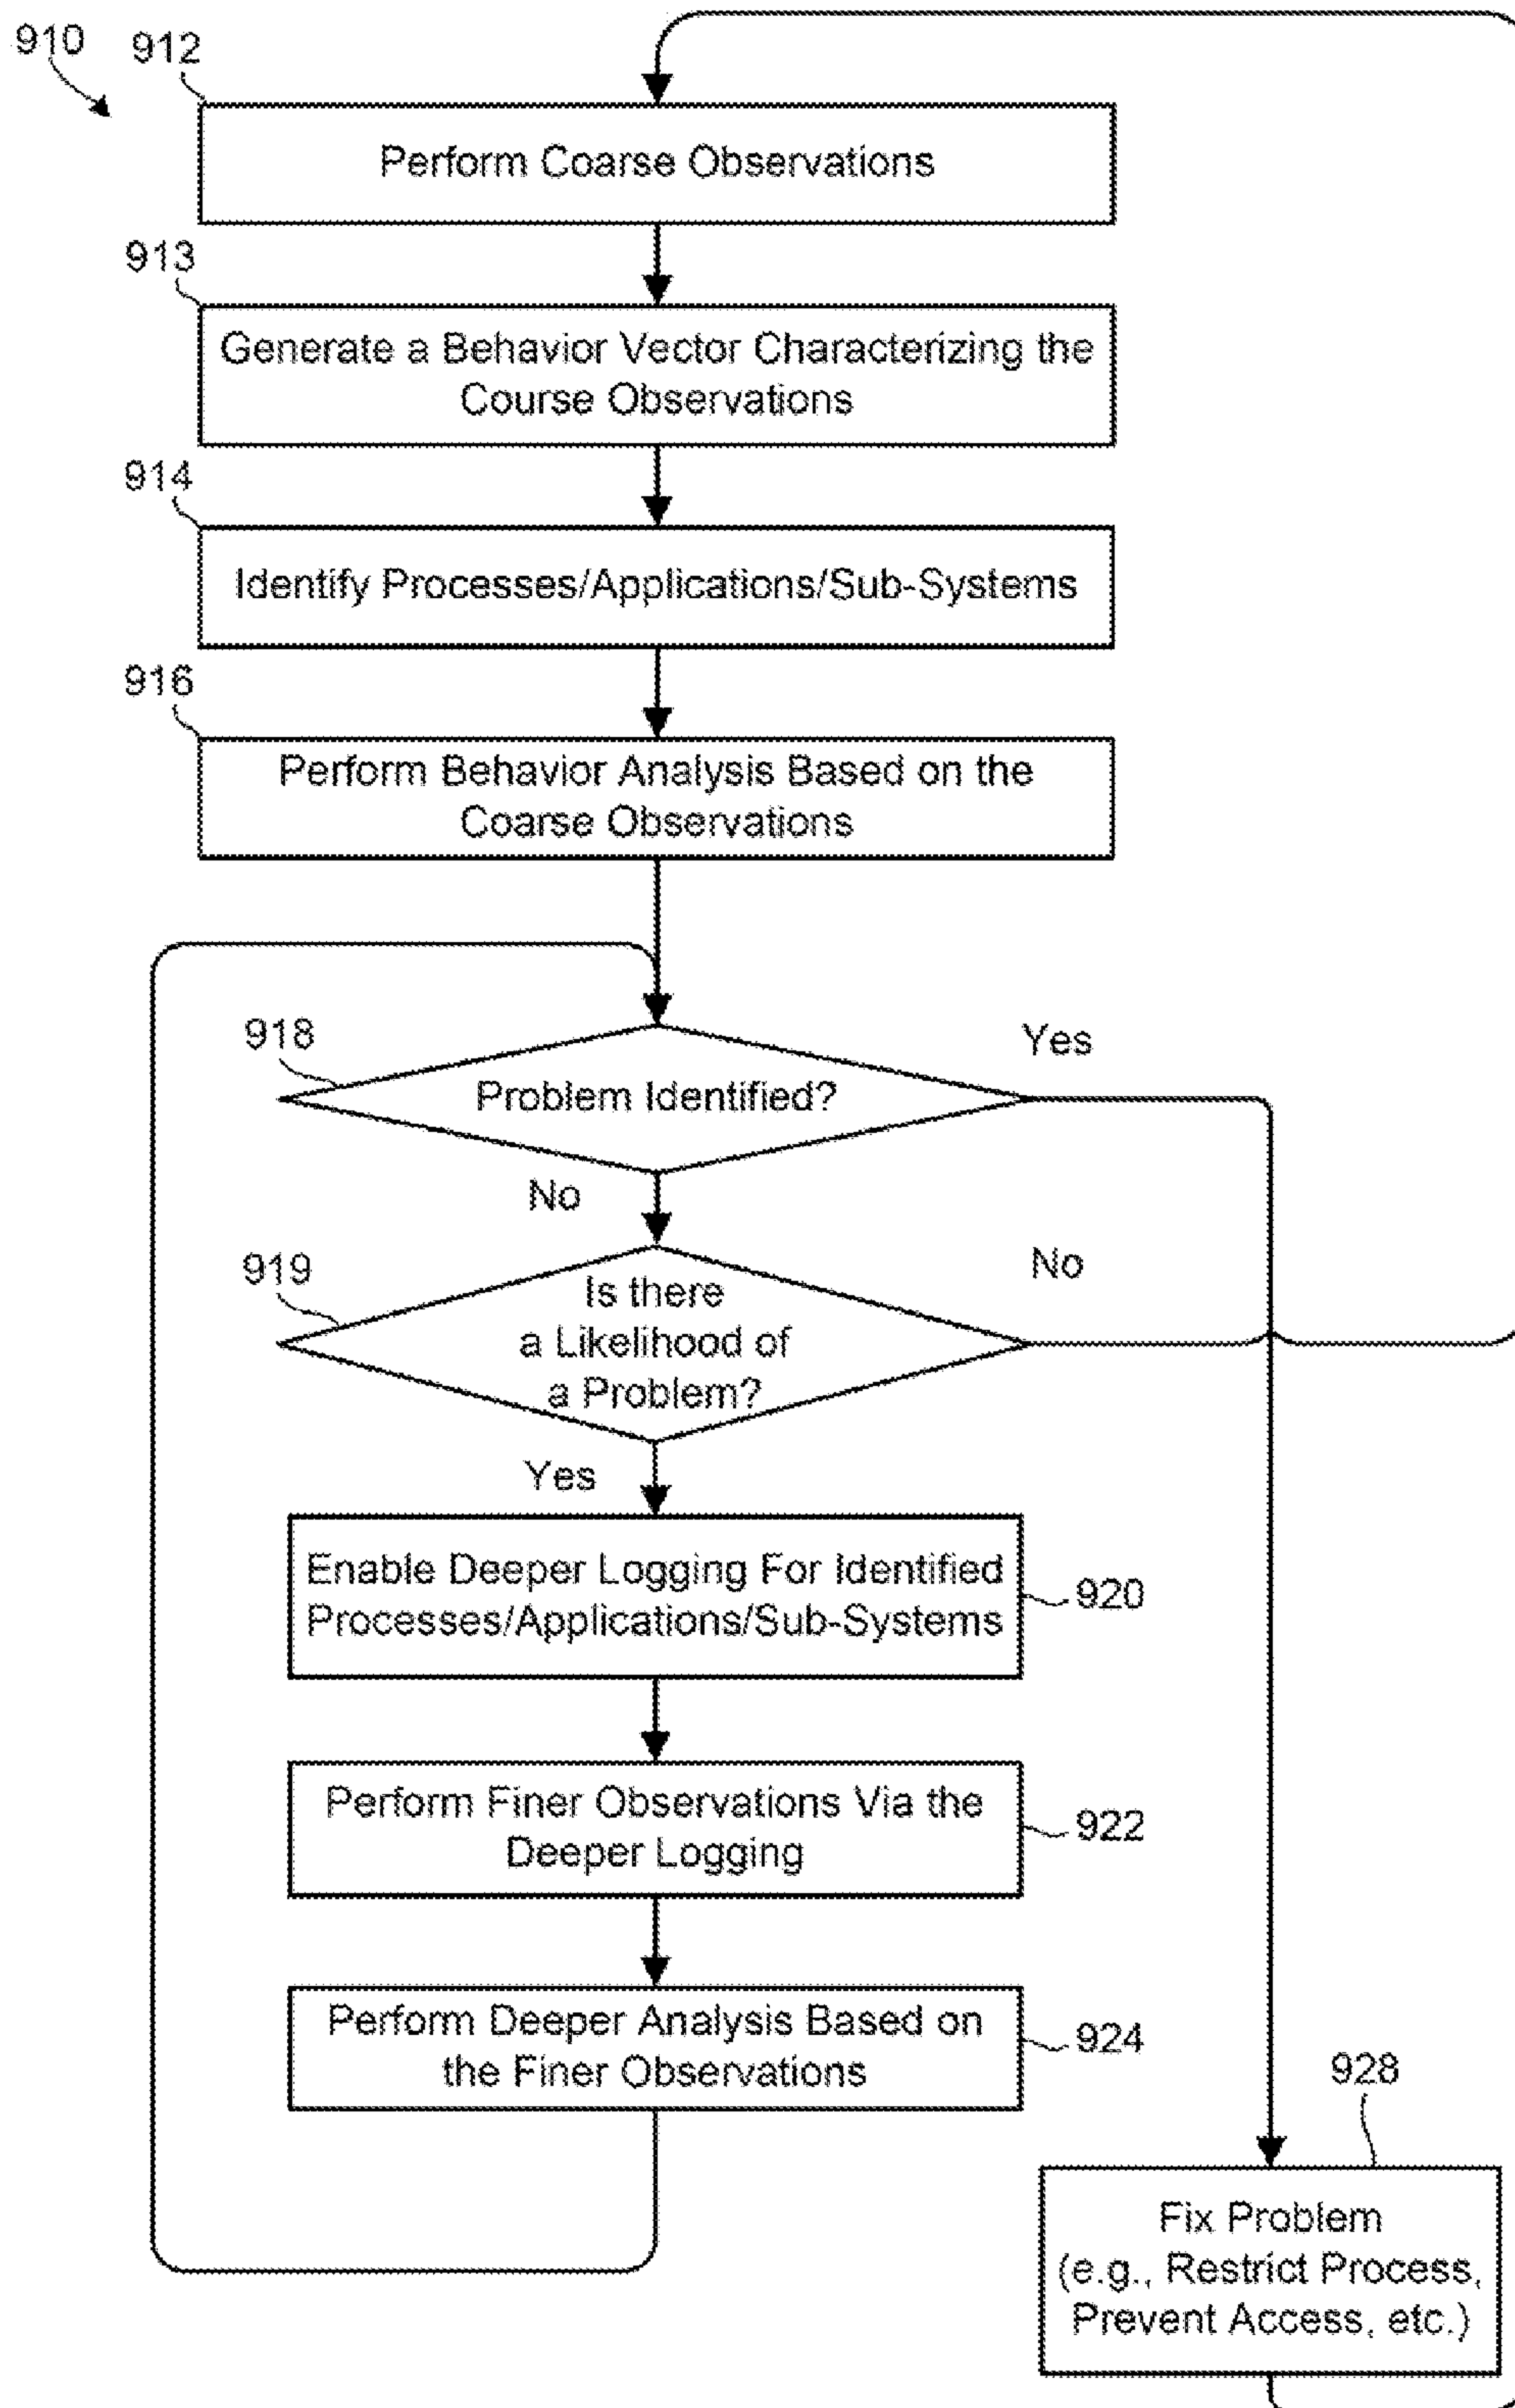 910
912
Perform Coarse Observations
913
Generate a Behavior Vector Characterizing the
Course Observations
914
Identify Processes/Applications/Sub-Systems
916
Perform Behavior Analysis Based on the
Coarse Observations
918
Problem Identified?
Yes
No
919
Is there
a Likelihood of
a Problem?
No
Yes
Enable Deeper Logging For Identified
Processes/Applications/Sub-Systems
920
Perform Finer Observations Via the
Deeper Logging
922
Perform Deeper Analysis Based on
the Finer Observations
924
928
Fix Problem
(e.g., Restrict Process,
Prevent Access, etc.)